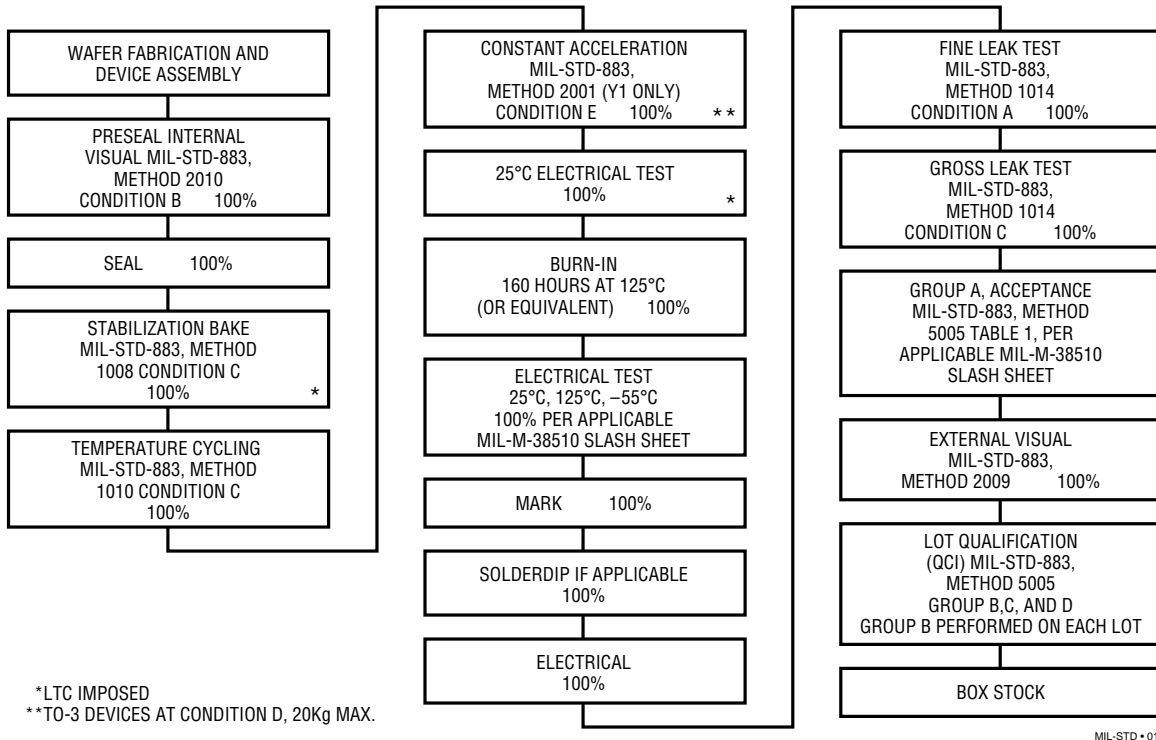 WAFER FABRICATION AND
DEVICE ASSEMBLY
PRESEAL INTERNAL
VISUAL MIL-STD-883,
METHOD 2010
CONDITION B 100%
SEAL 100%
STABILIZATION BAKE
MIL-STD-883, METHOD
1008 CONDITION C
100% *
TEMPERATURE CYCLING
MIL-STD-883, METHOD
1010 CONDITION C
100%
CONSTANT ACCELERATION
MIL-STD-883,
METHOD 2001 (Y1 ONLY)
CONDITION E 100% **
25°C ELECTRICAL TEST
100% *
BURN-IN
160 HOURS AT 125°C
(OR EQUIVALENT) 100%
ELECTRICAL TEST
25°C, 125°C, –55°C
100% PER APPLICABLE
MIL-M-38510 SLASH SHEET
MARK 100%
SOLDERDIP IF APPLICABLE
100%
ELECTRICAL
100%
FINE LEAK TEST
MIL-STD-883,
METHOD 1014
CONDITION A 100%
GROSS LEAK TEST
MIL-STD-883,
METHOD 1014
CONDITION C 100%
GROUP A, ACCEPTANCE
MIL-STD-883, METHOD
5005 TABLE 1, PER
APPLICABLE MIL-M-38510
SLASH SHEET
EXTERNAL VISUAL
MIL-STD-883,
METHOD 2009 100%
LOT QUALIFICATION
(QCI) MIL-STD-883,
METHOD 5005
GROUP B,C, AND D
GROUP B PERFORMED ON EACH LOT
BOX STOCK
*LTC IMPOSED
**TO-3 DEVICES AT CONDITION D, 20Kg MAX.
MIL-STD • 01